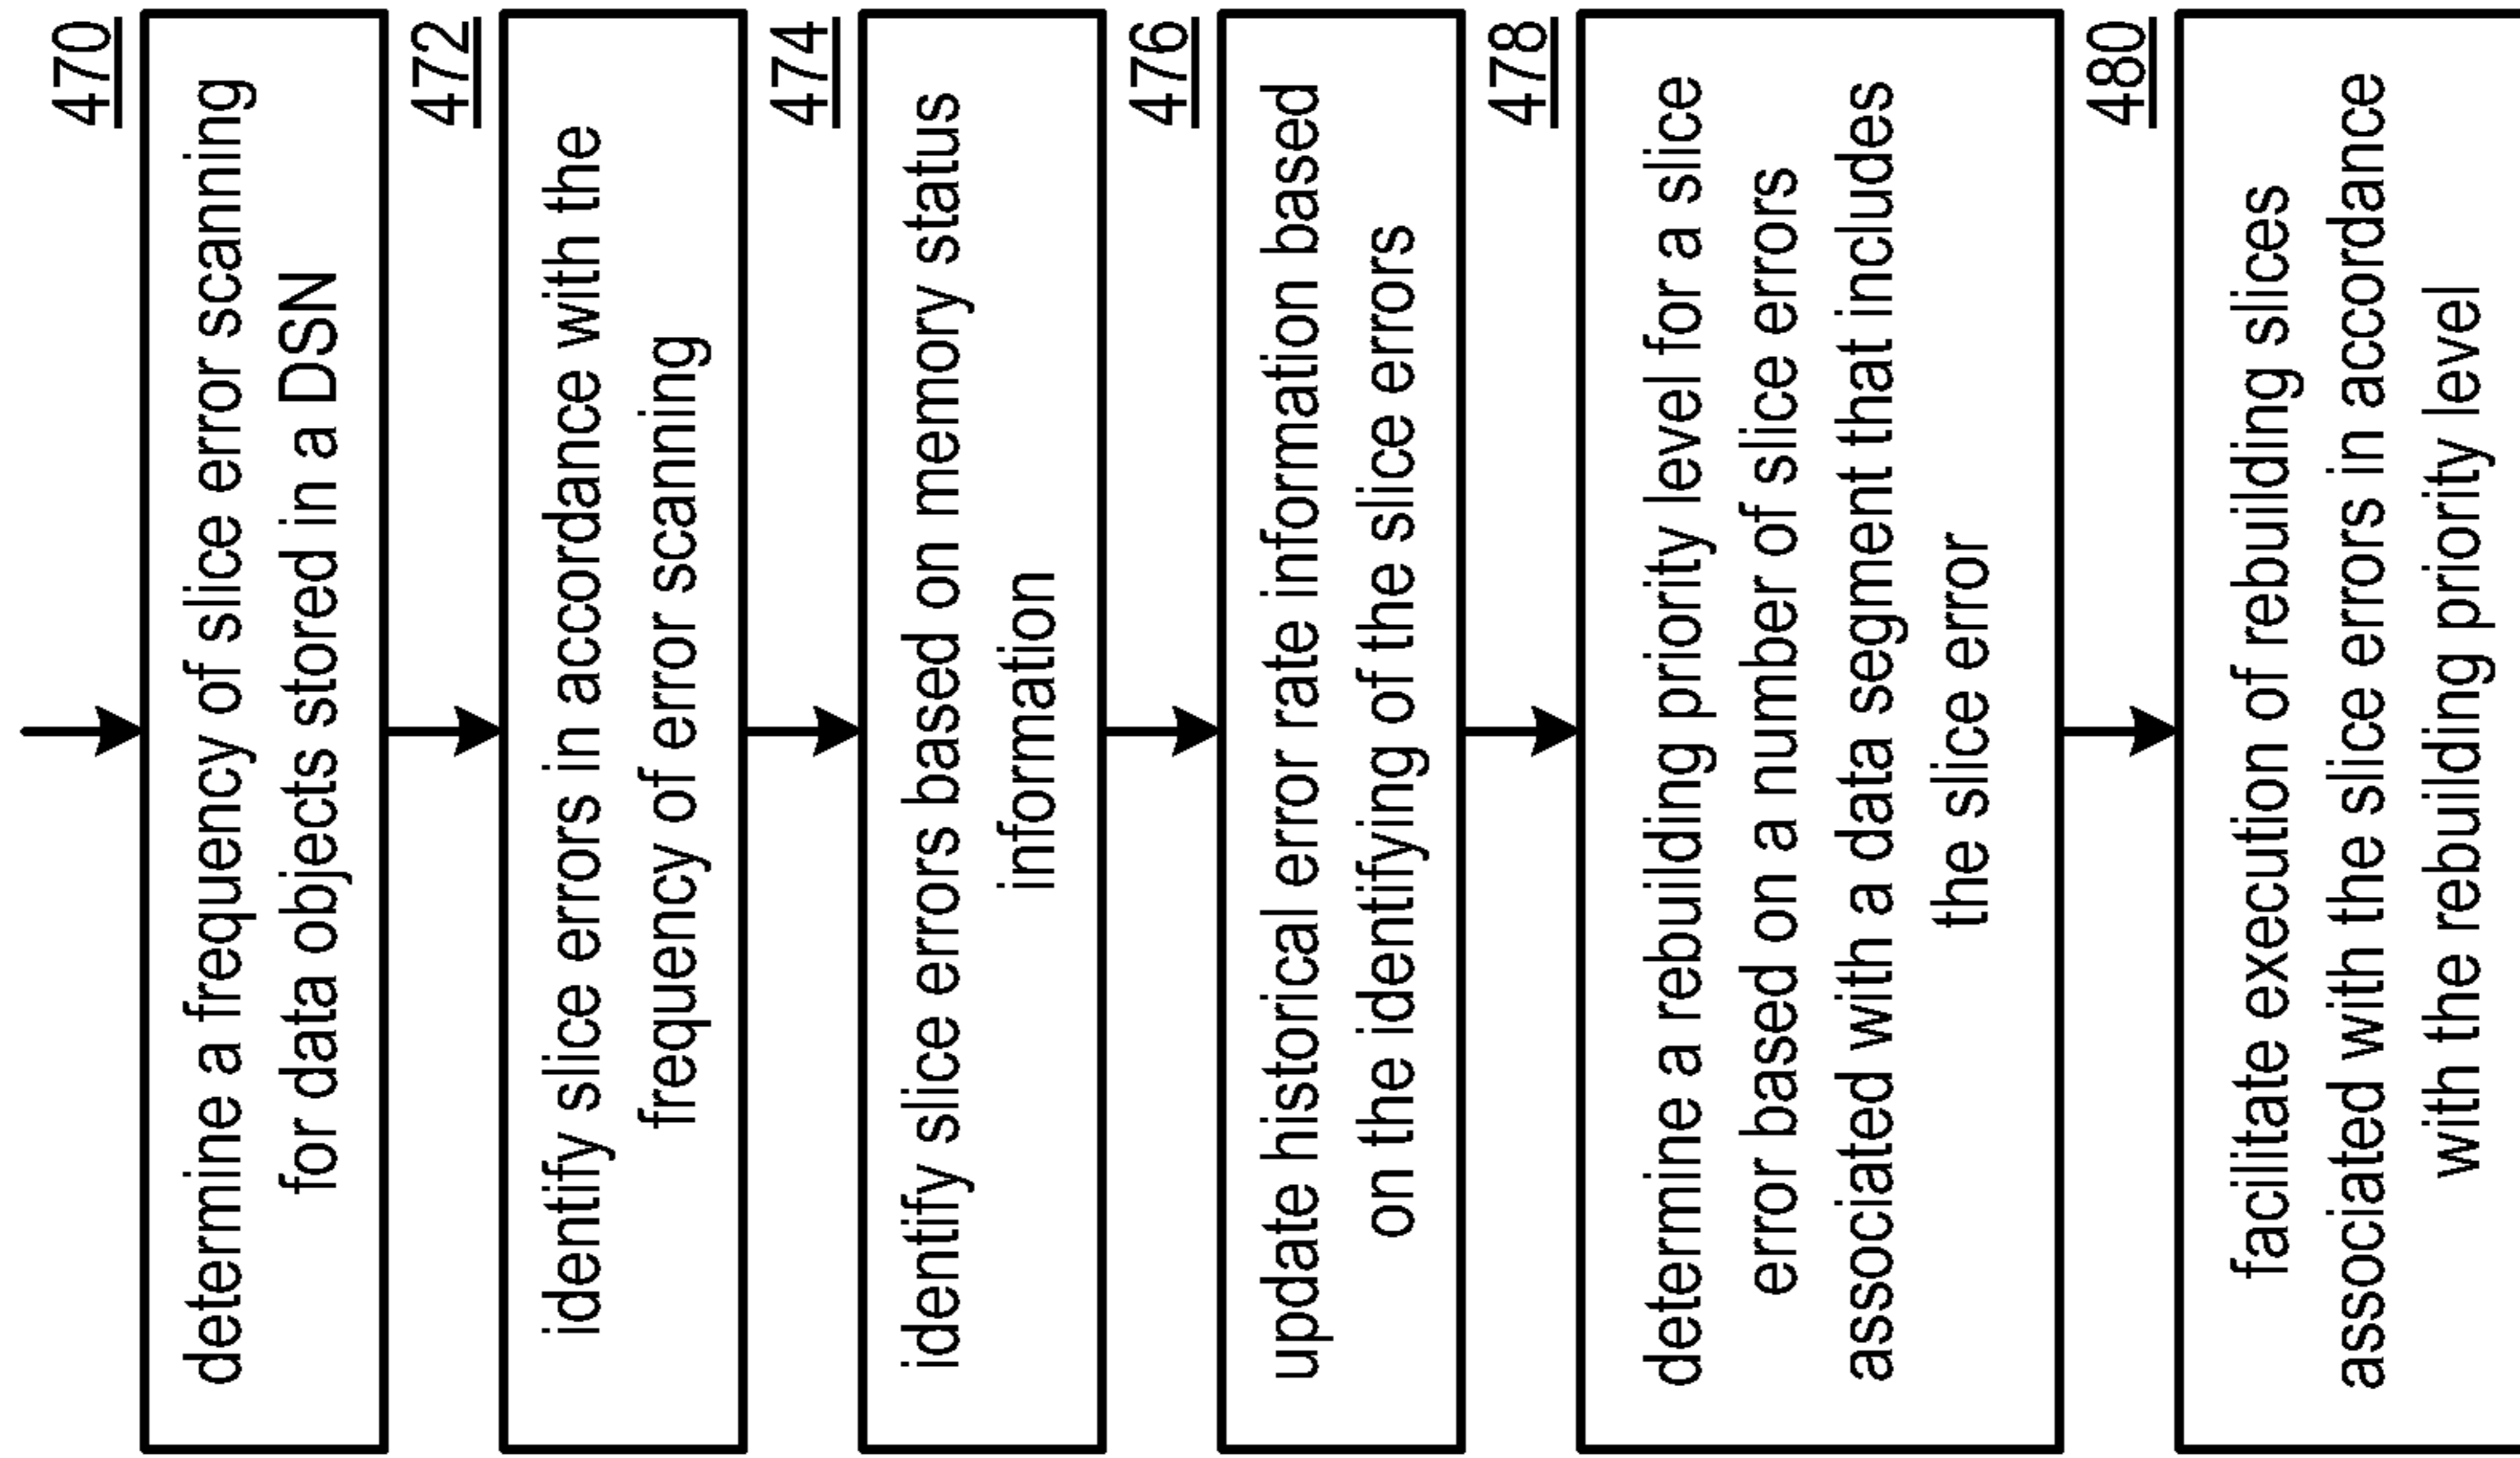 470
determine a frequency of slice error scanning
for data objects stored in a DSN
472
identify slice errors in accordance with the
frequency of error scanning
474
identify slice errors based on memory status
information
476
update historical error rate information based
on the identifying of the slice errors
478
determine a rebuilding priority level for a slice
error based on a number of slice errors
associated with a data segment that includes
the slice error
480
facilitate execution of rebuilding slices
associated with the slice errors in accordance
with the rebuilding priority level